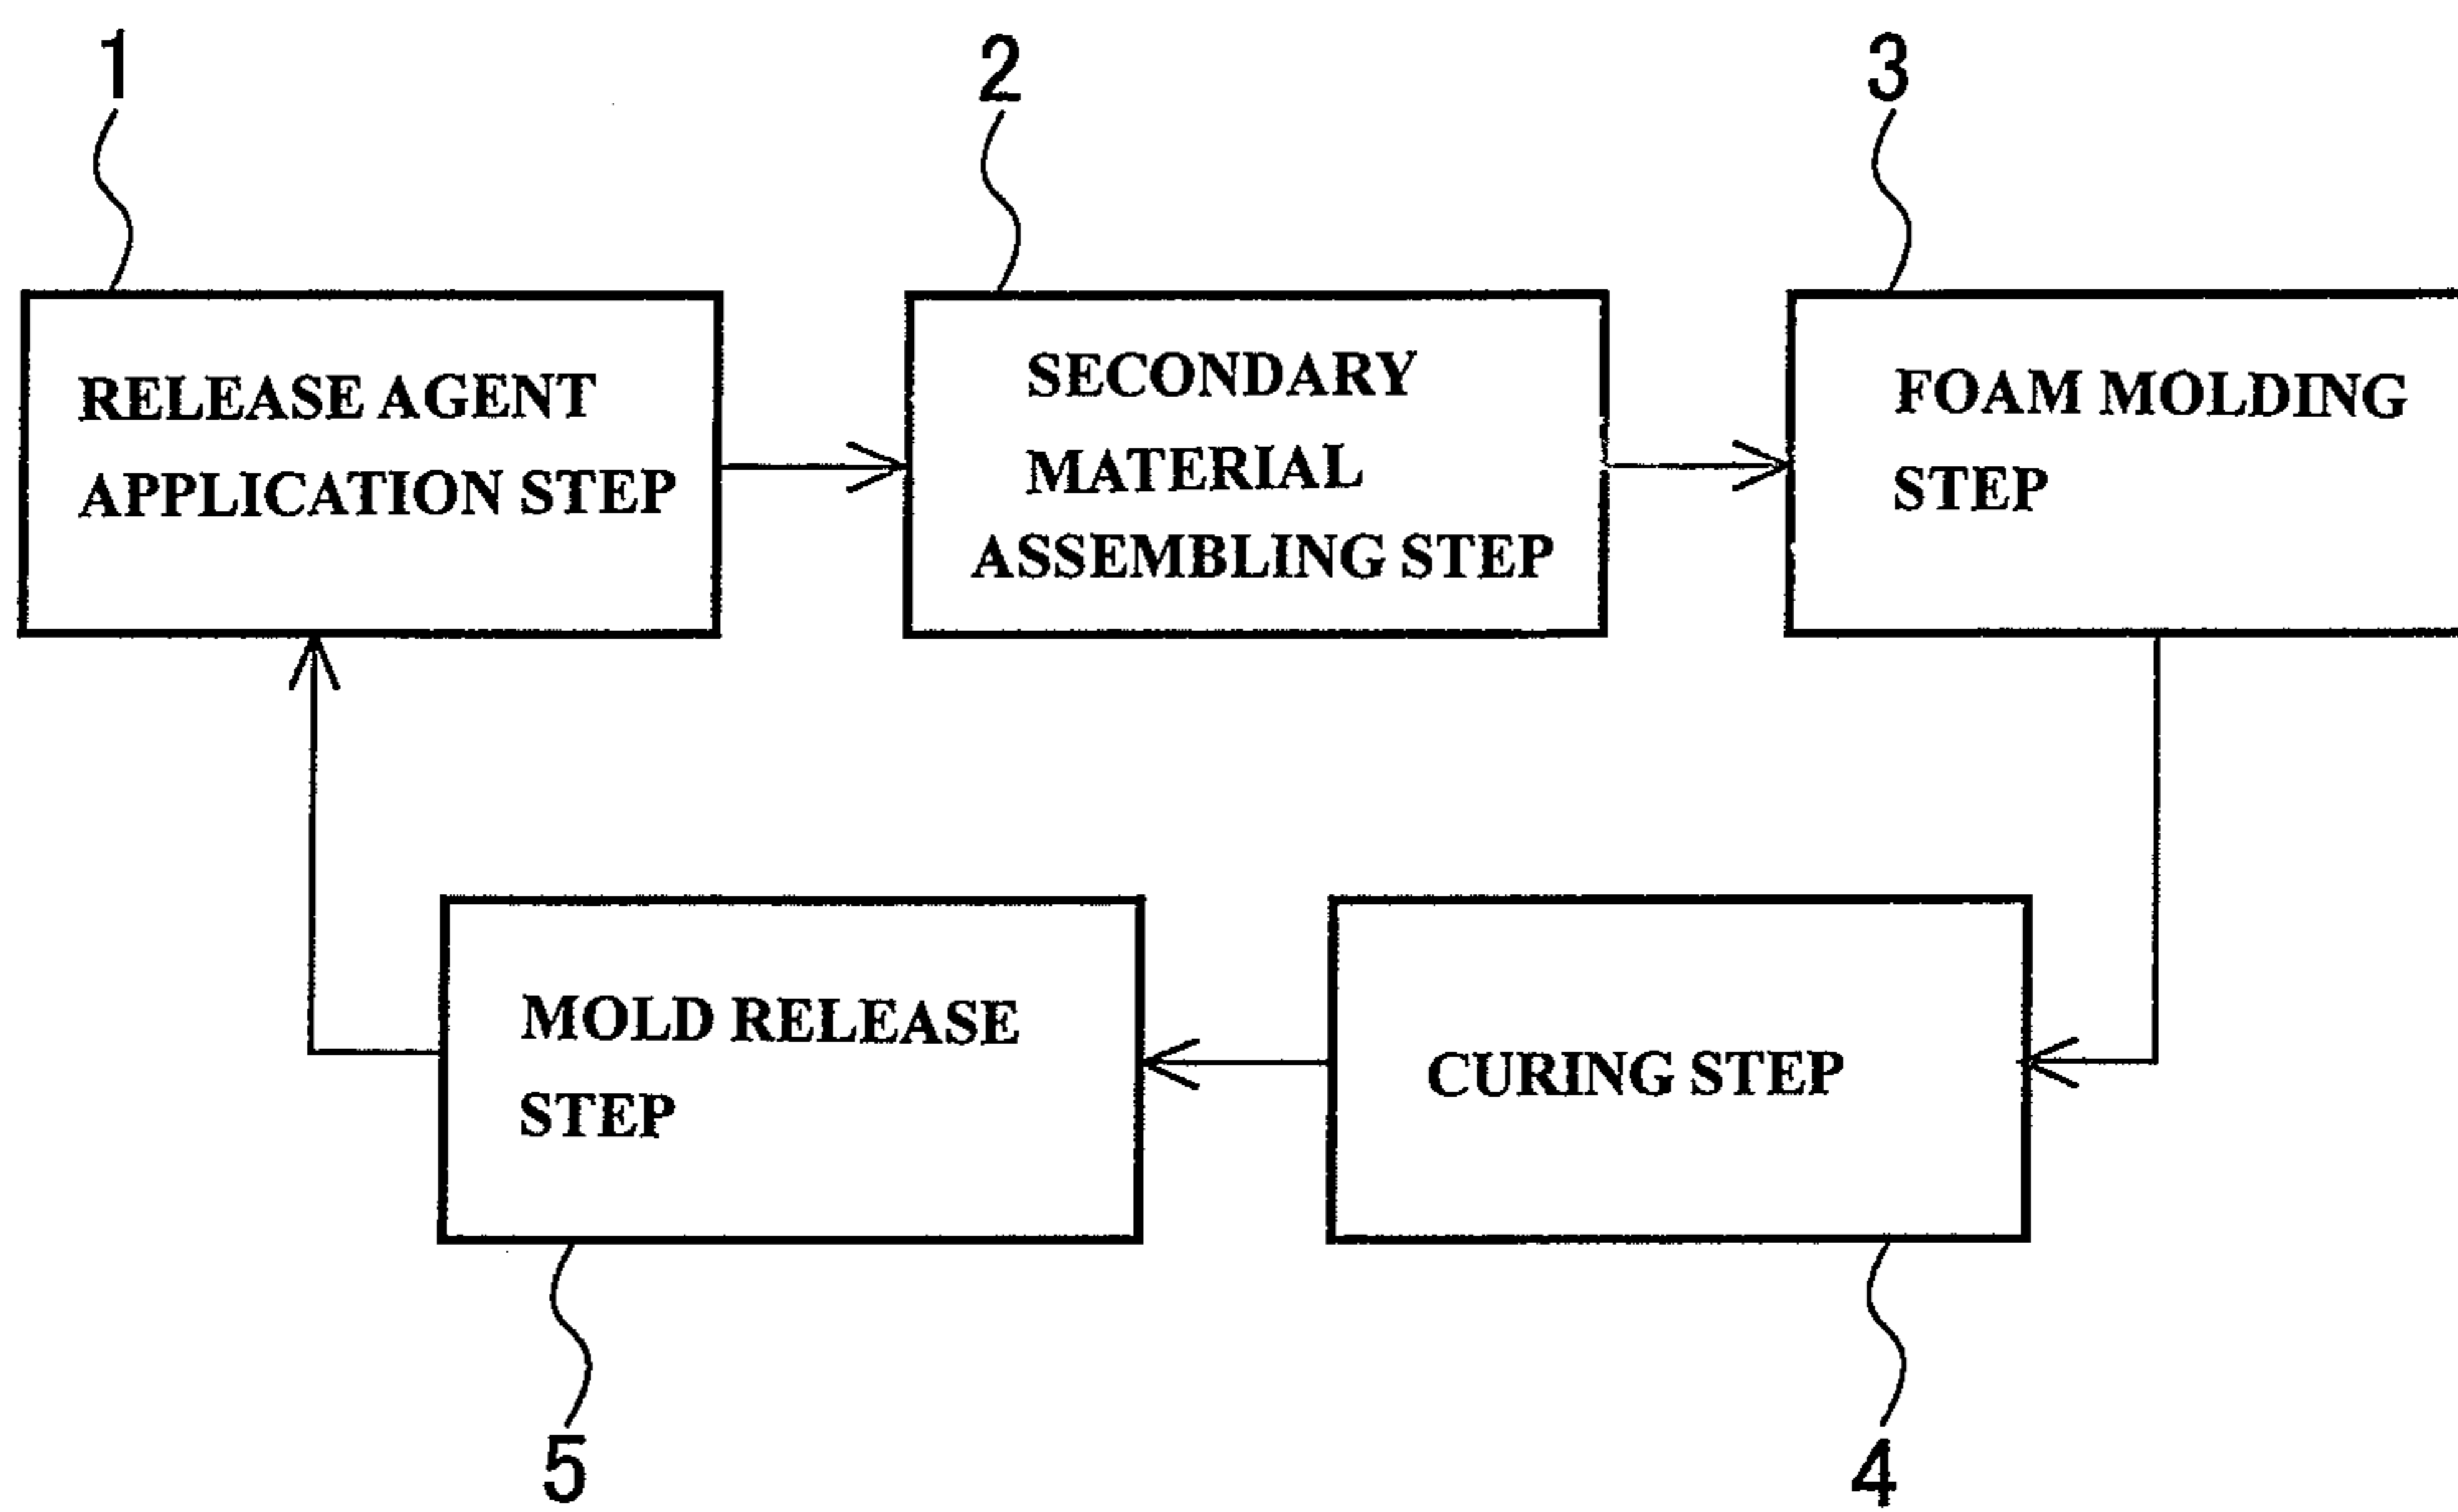 1
2
3
RELEASE AGENT
APPLICATION STEP
SECONDARY
MATERIAL
ASSEMBLING STEP
FOAM MOLDING
STEP
MOLD RELEASE
STEP
CURING STEP
5
4